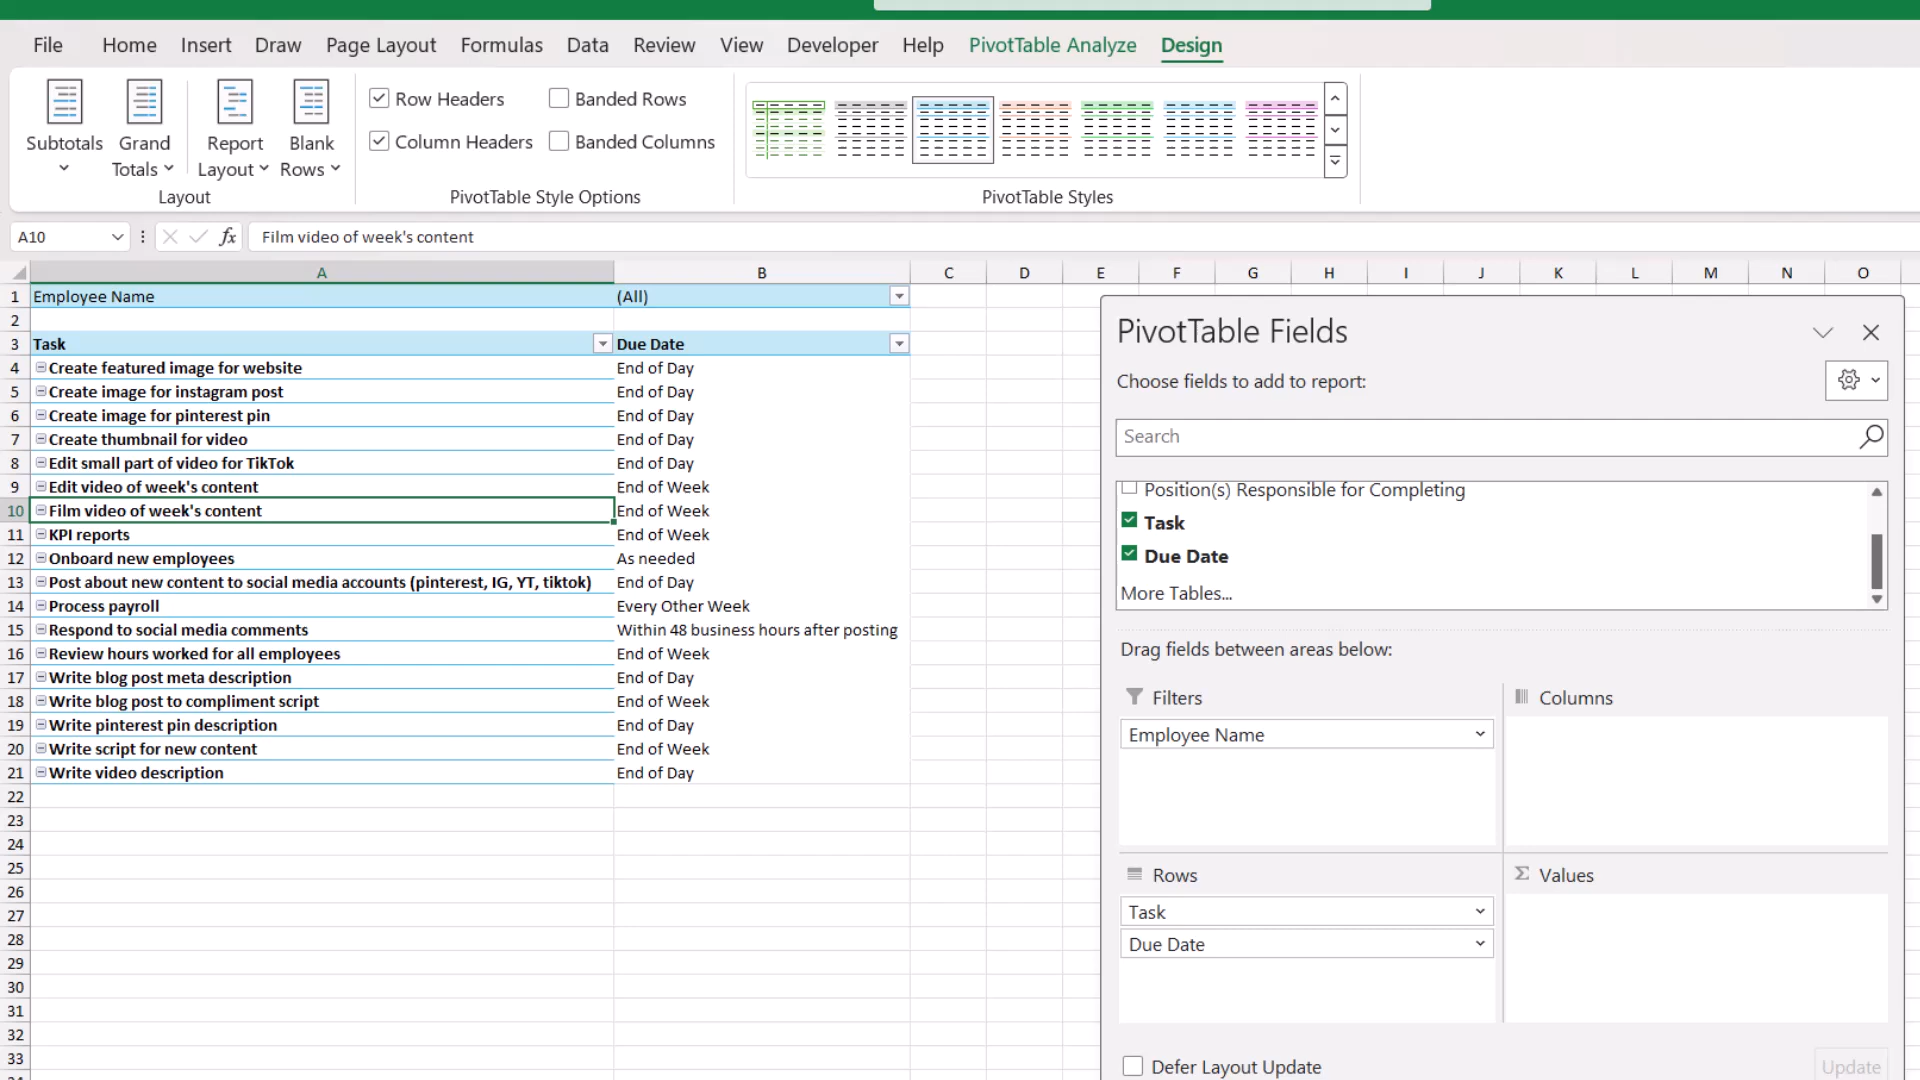 File Home Insert Draw Page Layout Formulas Data Review View Developer Help PivotTable Analyze Design
Subtotals Grand Totals Report Layout Blank Rows
Layout
Row Headers Banded Rows
Column Headers Banded Columns
PivotTable Style Options
PivotTable Styles
A10 fx Film video of week's content
A B C D E F G H I J K L M N O
1 Employee Name (All)
2
3 Task Due Date
4 Create featured image for website End of Day
5 Create image for instagram post End of Day
6 Create image for pinterest pin End of Day
7 Create thumbnail for video End of Day
8 Edit small part of video for TikTok End of Day
9 Edit video of week's content End of Week
10 Film video of week's content End of Week
11 KPI reports End of Week
12 Onboard new employees As needed
13 Post about new content to social media accounts (pinterest, IG, YT, tiktok) End of Day
14 Process payroll Every Other Week
15 Respond to social media comments Within 48 business hours after posting
16 Review hours worked for all employees End of Week
17 Write blog post meta description End of Day
18 Write blog post to compliment script End of Week
19 Write pinterest pin description End of Day
20 Write script for new content End of Week
21 Write video description End of Day
22
23
24
25
26
27
28
29
30
31
32
33
PivotTable Fields
Choose fields to add to report:
Search
Position(s) Responsible for Completing
Task
Due Date
More Tables...
Drag fields between areas below:
Filters
Employee Name
Columns
Rows
Task
Due Date
Σ Values
Defer Layout Update
Update